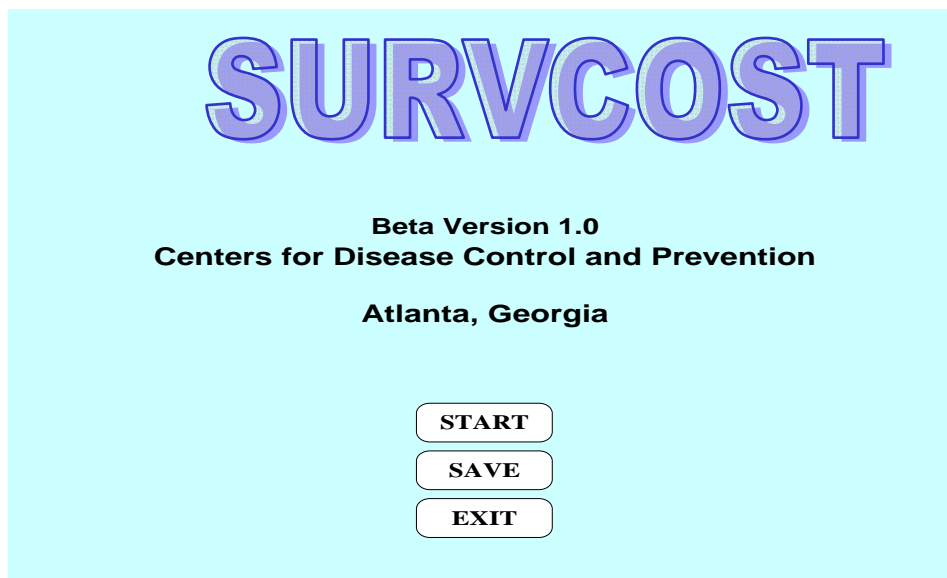 SURVCOST
Beta Version 1.0
Centers for Disease Control and Prevention
Atlanta, Georgia
START
SAVE
EXIT